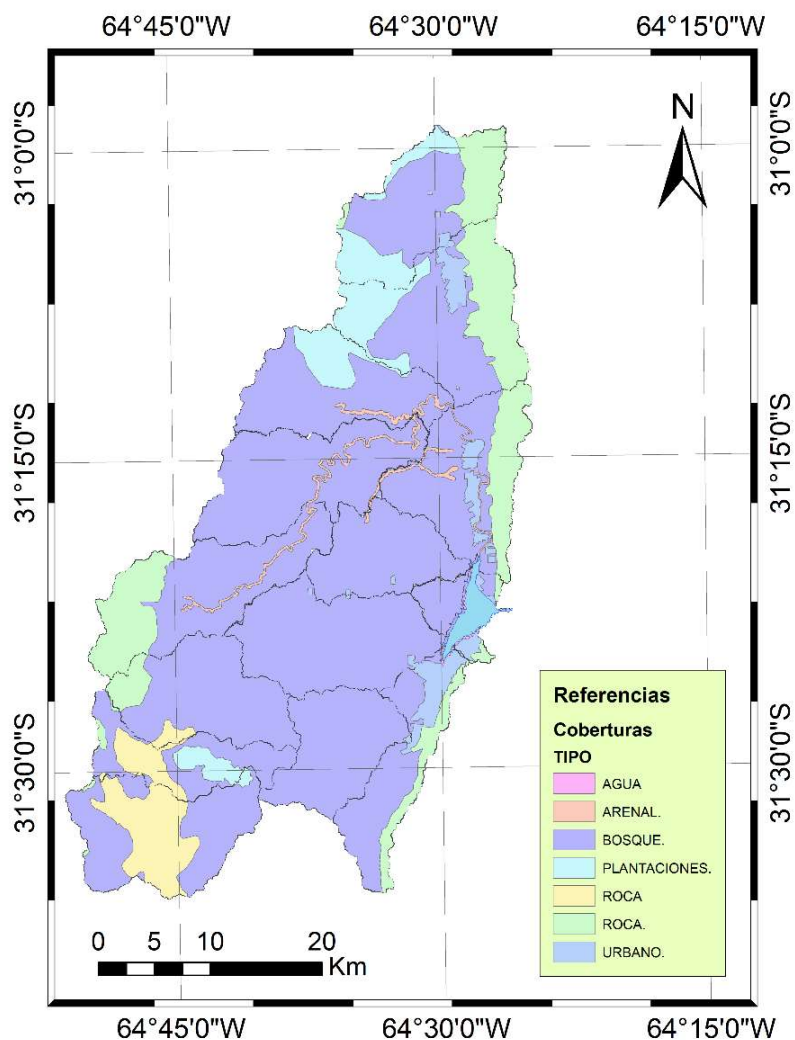 64°45'0"W 64°30'0"W 64°15'0"W
N
31°0'0"S 31°0'0"S
31°15'0"S 31°15'0"S
31°30'0"S 31°30'0"S
Referencias
Coberturas
TIPO
AGUA
ARENAL.
BOSQUE.
PLANTACIONES.
ROCA
ROCA.
URBANO.
0 5 10 20
Km
64°45'0"W 64°30'0"W 64°15'0"W